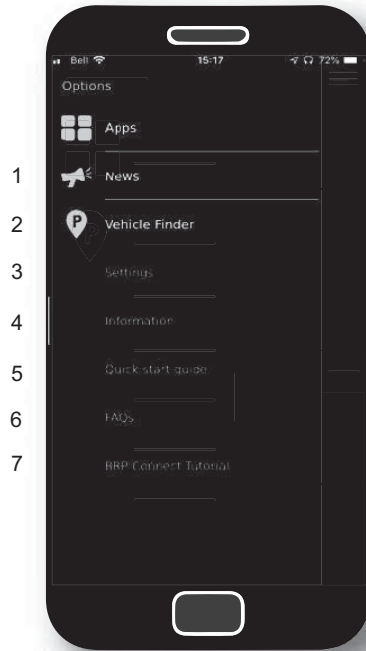 Bell 15:17 72%
Options
Apps
1 News
2 P Vehicle Finder
3 Settings
4 Information
5 Quick start guide
6 FAQs
7 BRP Connect Tutorial